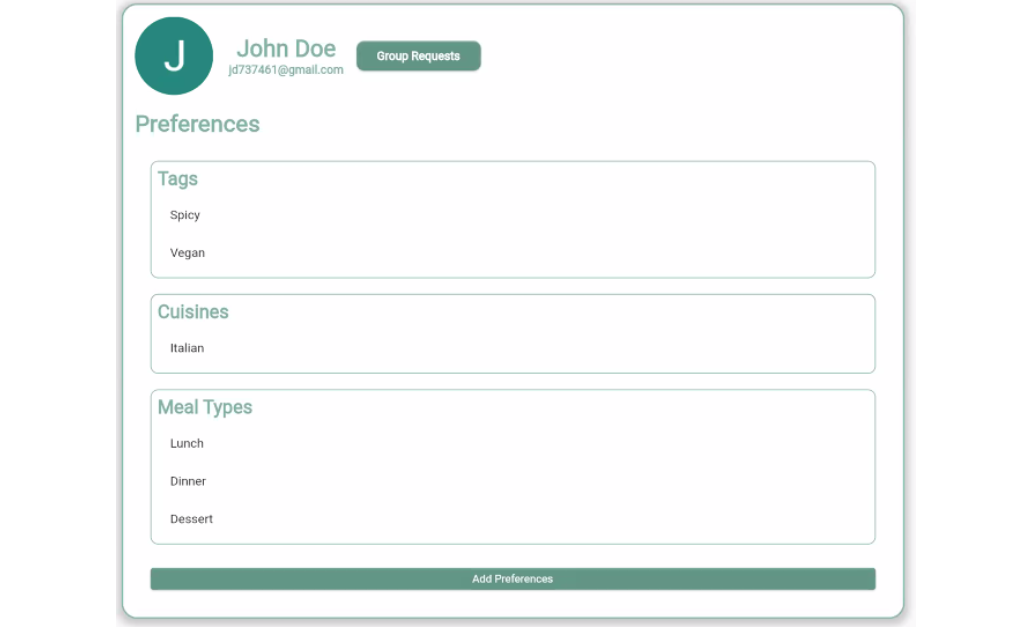 J
John Doe
jd737461@gmail.com
Group Requests
Preferences
Tags
Spicy
Vegan
Cuisines
Italian
Meal Types
Lunch
Dinner
Dessert
Add Preferences